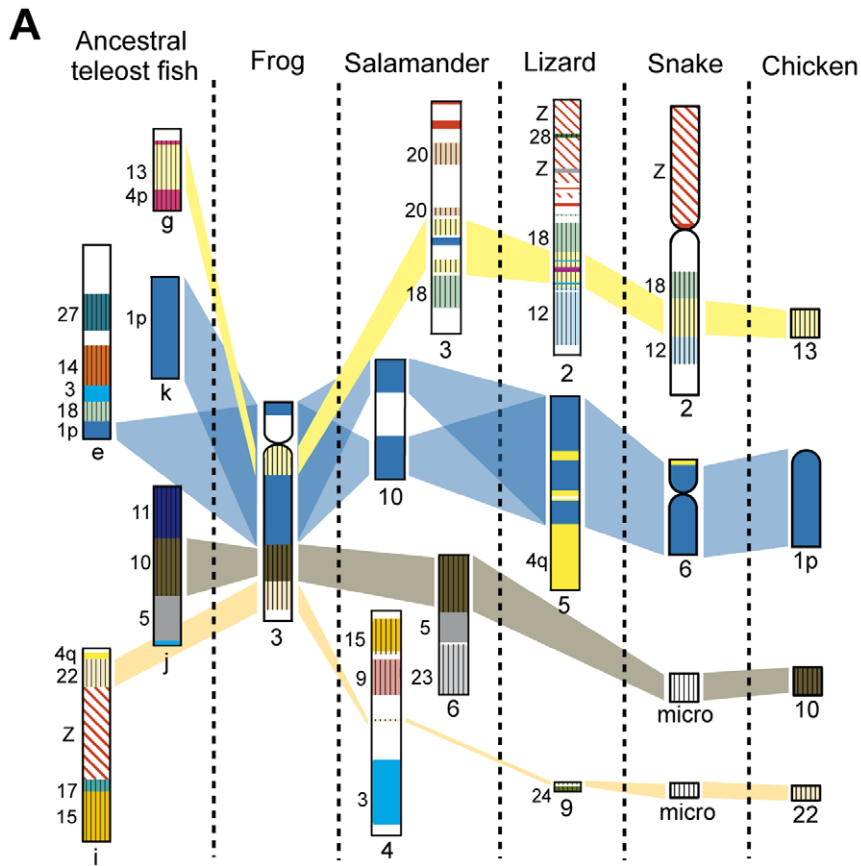 A
Ancestral
teleost fish
Frog
Salamander
Lizard
Snake
Chicken
13
4p
g
27
14
3
18
1p
e
1p
k
11
10
5
j
4q
22
Z
17
15
i
3
20
20
18
3
10
5
23
6
15
9
3
4
Z
28
Z
18
12
2
4q
5
24
9
Z
18
12
2
6
micro
micro
13
1p
10
22